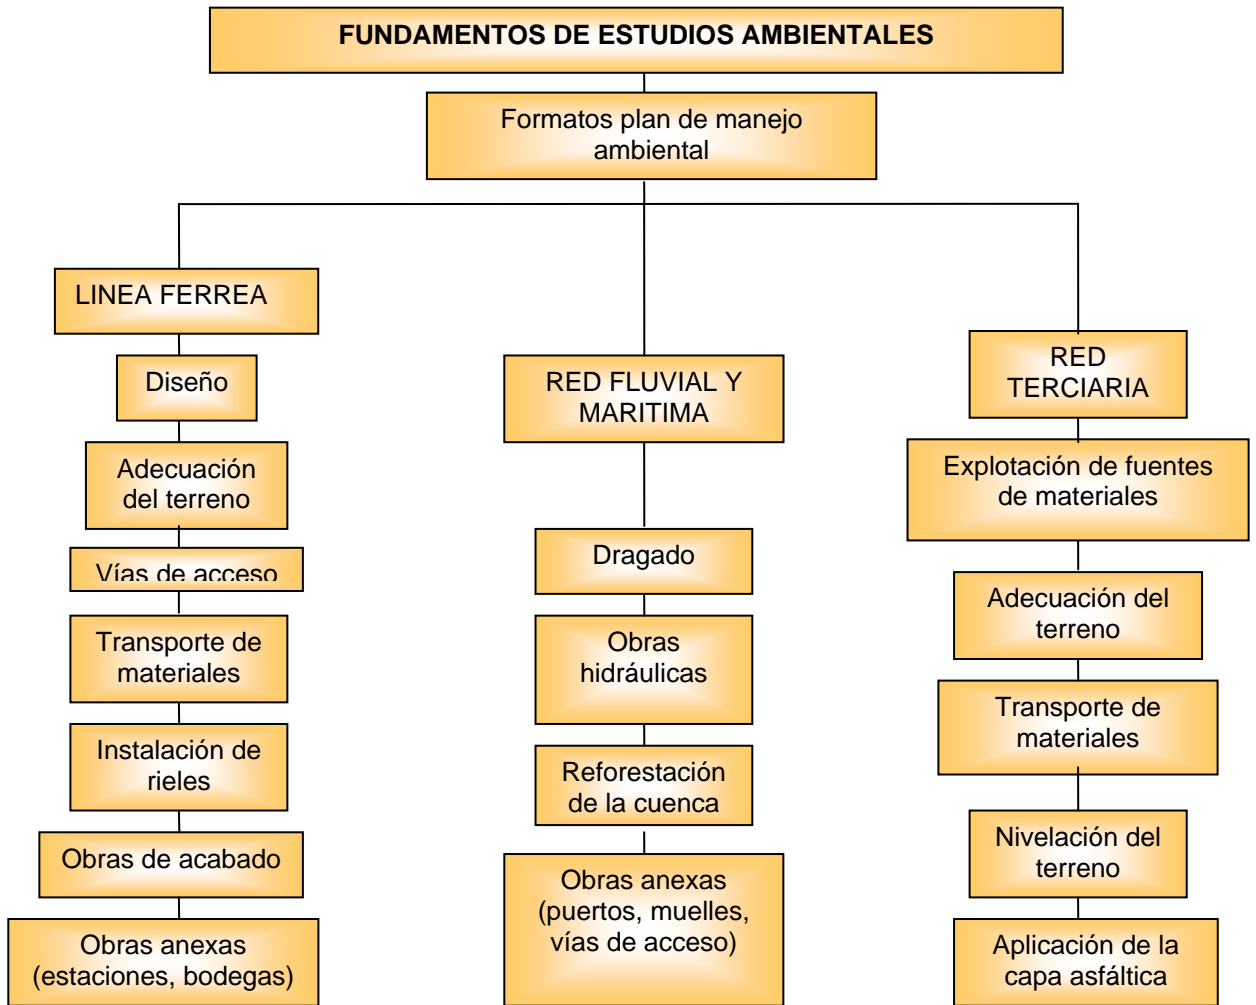 FUNDAMENTOS DE ESTUDIOS AMBIENTALES
Formatos plan de manejo
ambiental
LINEA FERREA
Diseño
Adecuación
del terreno
Vías de acceso
Transporte de
materiales
Instalación de
rieles
Obras de acabado
Obras anexas
(estaciones, bodegas)
RED FLUVIAL Y
MARITIMA
Dragado
Obras
hidráulicas
Reforestación
de la cuenca
Obras anexas
(puertos, muelles,
vías de acceso)
RED
TERCIARIA
Explotación de fuentes
de materiales
Adecuación del
terreno
Transporte de
materiales
Nivelación del
terreno
Aplicación de la
capa asfáltica